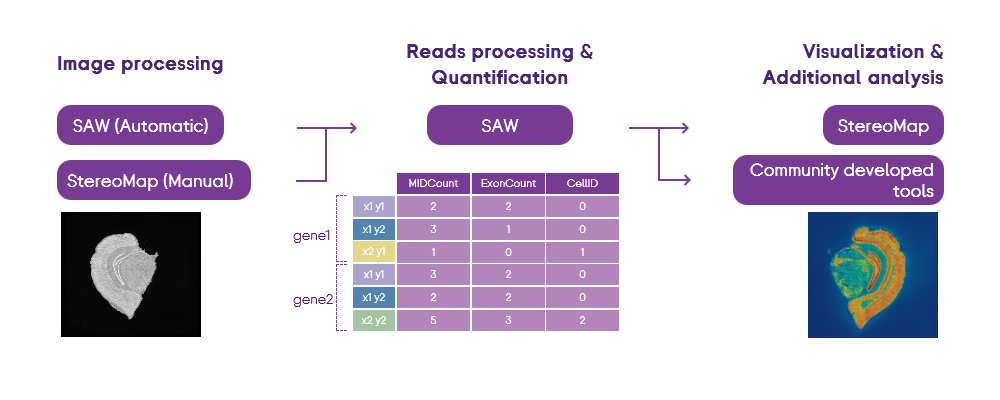 Image processing
SAW (Automatic)
StereoMap (Manual)
Reads processing &
Quantification
SAW
MIDCount ExonCount CellID
gene1
x1 y1 2 2 0
x1 y2 3 1 0
x2 y1 1 0 1
gene2
x1 y1 3 2 0
x1 y2 2 2 0
x2 y2 5 3 2
Visualization &
Additional analysis
StereoMap
Community developed
tools